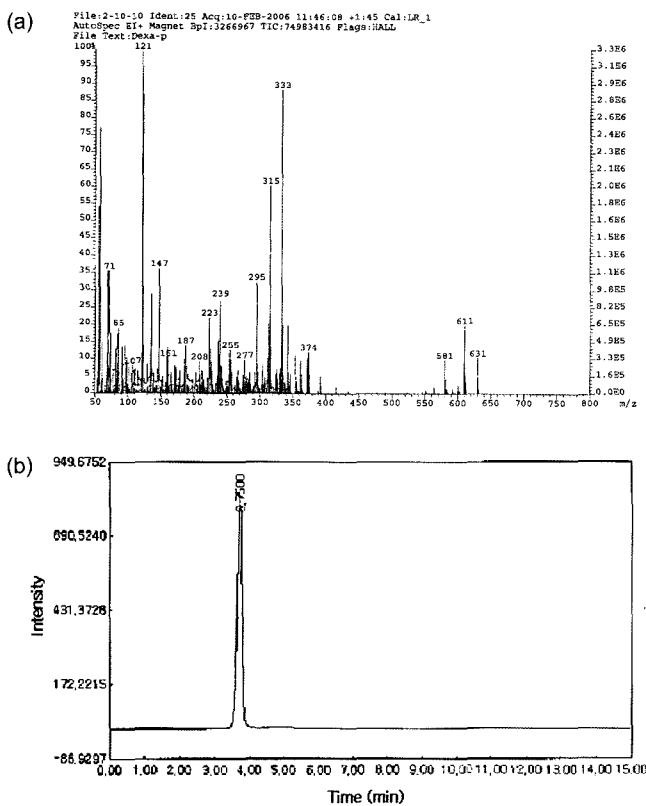 (a)
File:2-10-10 Ident:25 Acq:10-FEB-2006 11:46:08 +1:45 Cal:LR_1
AutoSpec EI+ Magnet BpI:3266967 TIC:74983416 Flags:HALL
File Text:Dexa-p
100% 121 3.3E6
95 3.1E6
90 333 2.9E6
85 2.8E6
80 2.6E6
75 2.4E6
70 2.3E6
65 2.1E6
60 315 2.0E6
55 1.8E6
50 1.6E6
45 1.5E6
40 1.3E6
35 71 147 295 1.1E6
30 239 9.8E5
25 223 8.2E5
20 85 611 6.5E5
15 187 255 374 4.9E5
10 107 161 208 277 581 631 3.3E5
5 1.6E5
0 0.0E0
50 100 150 200 250 300 350 400 450 500 550 600 650 700 750 800 m/z
(b)
949,6752
3,7500
690,5240
Intensity
431,3728
172,2215
-86,9297
0,00 1,00 2,00 3,00 4,00 5,00 6,00 7,00 8,00 9,00 10,00 11,00 12,00 13,00 14,00 15,00
Time (min)